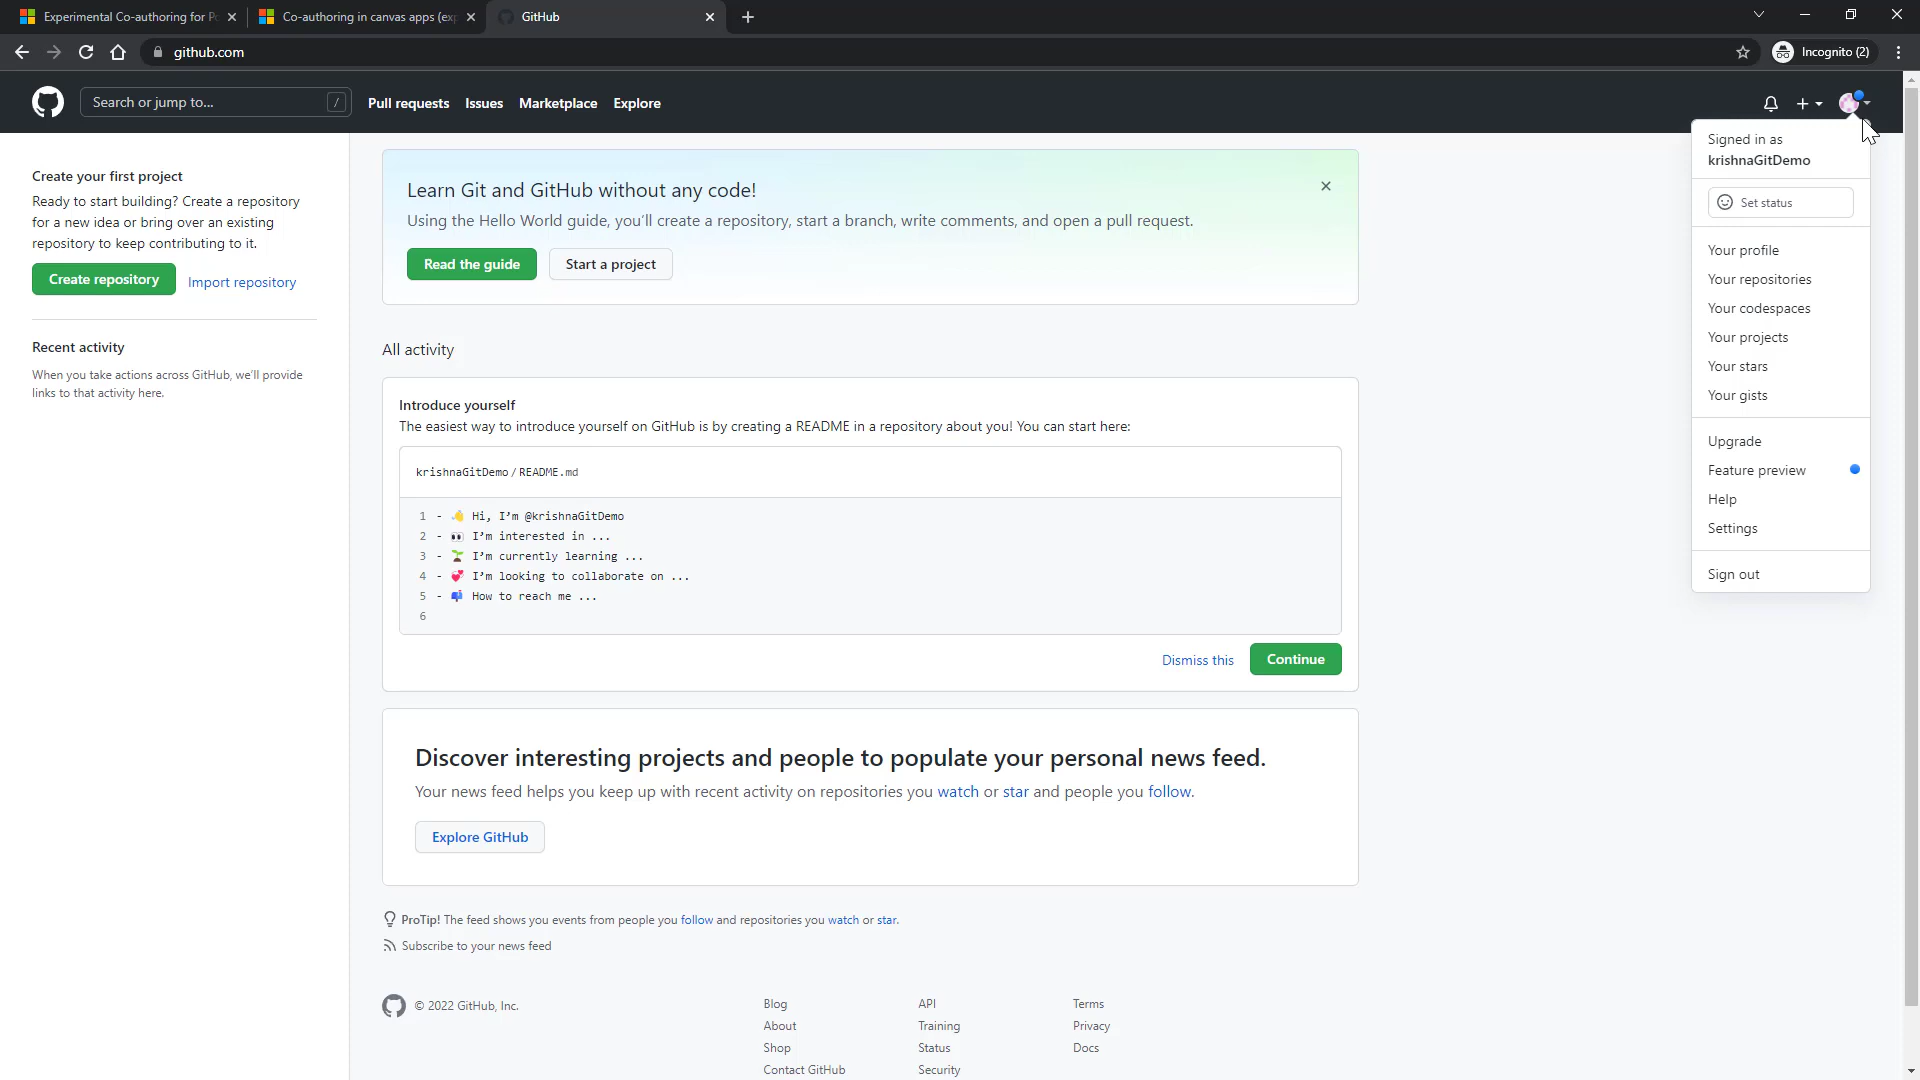 Experimental Co-authoring for Po
Co-authoring in canvas apps (exp
GitHub
github.com
Incognito (2)
Search or jump to...
/
Pull requests
Issues
Marketplace
Explore
Signed in as
krishnaGitDemo
Set status
Your profile
Your repositories
Your codespaces
Your projects
Your stars
Your gists
Upgrade
Feature preview
Help
Settings
Sign out
Create your first project
Ready to start building? Create a repository
for a new idea or bring over an existing
repository to keep contributing to it.
Create repository
Import repository
Recent activity
When you take actions across GitHub, we’ll provide
links to that activity here.
Learn Git and GitHub without any code!
Using the Hello World guide, you’ll create a repository, start a branch, write comments, and open a pull request.
Read the guide
Start a project
All activity
Introduce yourself
The easiest way to introduce yourself on GitHub is by creating a README in a repository about you! You can start here:
krishnaGitDemo / README.md
1 - 👋 Hi, I’m @krishnaGitDemo
2 - 👀 I’m interested in ...
3 - 🌱 I’m currently learning ...
4 - 💞️ I’m looking to collaborate on ...
5 - 📫 How to reach me ...
6
Dismiss this
Continue
Discover interesting projects and people to populate your personal news feed.
Your news feed helps you keep up with recent activity on repositories you watch or star and people you follow.
Explore GitHub
ProTip! The feed shows you events from people you follow and repositories you watch or star.
Subscribe to your news feed
© 2022 GitHub, Inc.
Blog
About
Shop
Contact GitHub
API
Training
Status
Security
Terms
Privacy
Docs